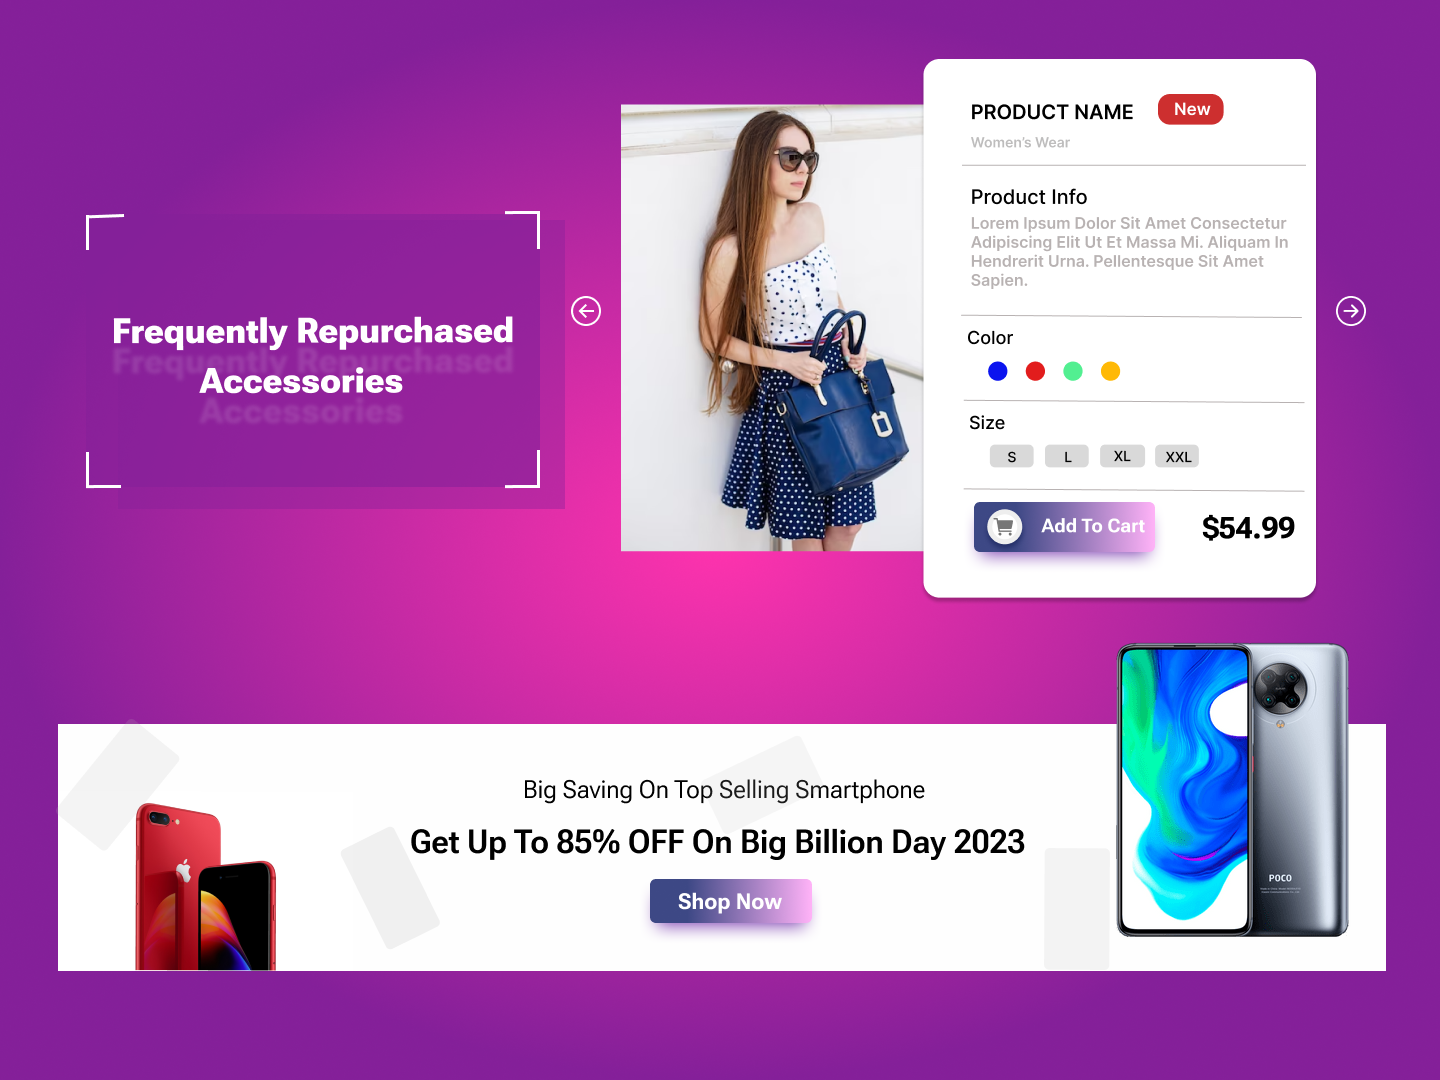 Frequently Repurchased
Accessories
PRODUCT NAME
New
Women's Wear
Product Info
Lorem Ipsum Dolor Sit Amet Consectetur
Adipiscing Elit Ut Et Massa Mi. Aliquam In
Hendrerit Urna. Pellentesque Sit Amet
Sapien.
Color
Size
S
L
XL
XXL
Add To Cart
$54.99
Big Saving On Top Selling Smartphone
Get Up To 85% OFF On Big Billion Day 2023
Shop Now
POCO